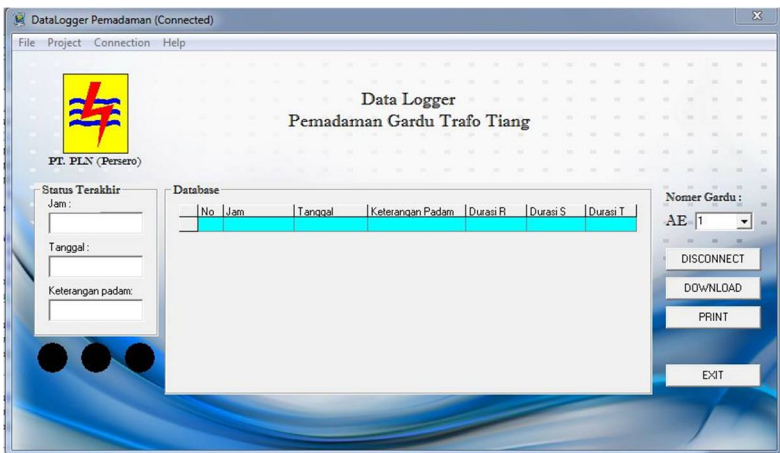 DataLogger Pemadaman (Connected)
File Project Connection Help
Data Logger
Pemadaman Gardu Trafo Tiang
PT. PLN (Persero)
Status Terakhir
Jam :
Tanggal :
Keterangan padam:
Database
No Jam Tanggal Keterangan Padam Durasi R Durasi S Durasi T
Nomer Gardu :
AE 1
DISCONNECT
DOWNLOAD
PRINT
EXIT